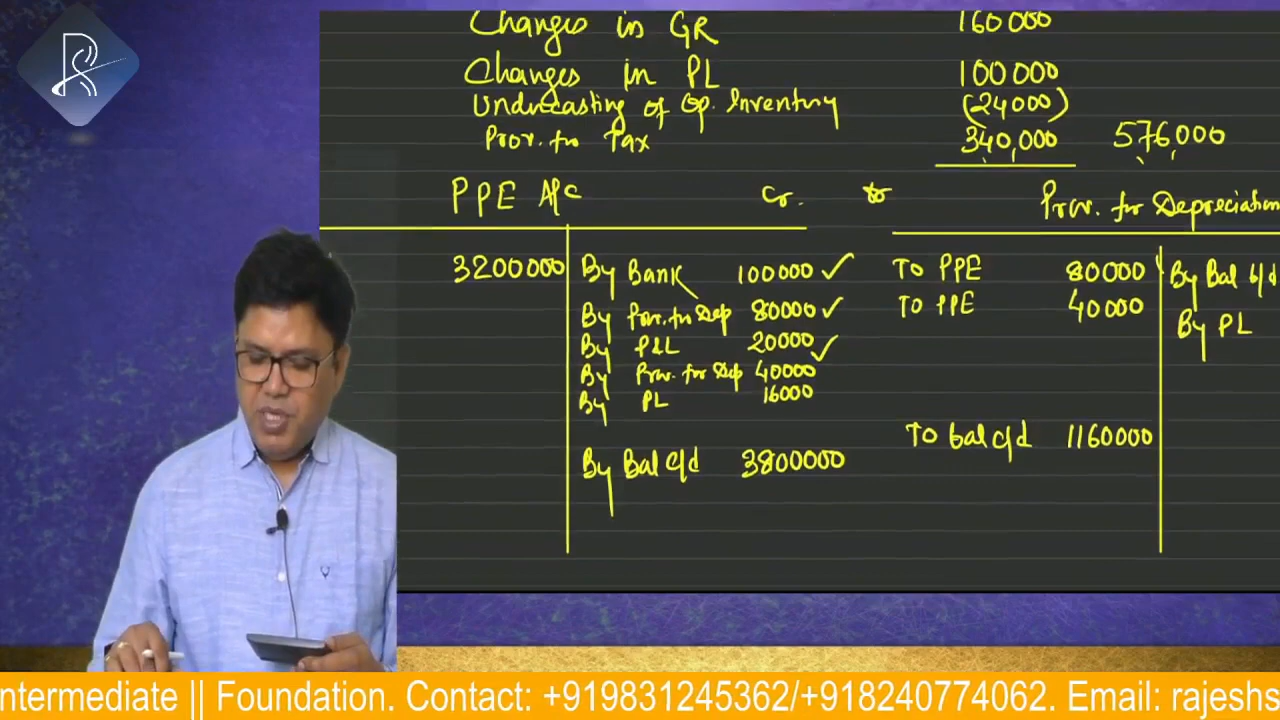 Changes in GR 160000
Changes in PL 100000
Undercasting of Op. Inventory (24000)
Prov. for Tax 340,000 576,000
PPE A/c Cr. Prov. for Depreciation
3200000 By Bank 100000 ✓ To PPE 80000 By Bal b/d
By Prov. for Dep 80000 ✓ To PPE 40000 By PL
By P&L 20000 ✓
By Prov. for Dep 40000
By PL 16000
To bal c/d 1160000
By Bal c/d 3800000
ntermediate || Foundation. Contact: +919831245362/+918240774062. Email: rajeshs